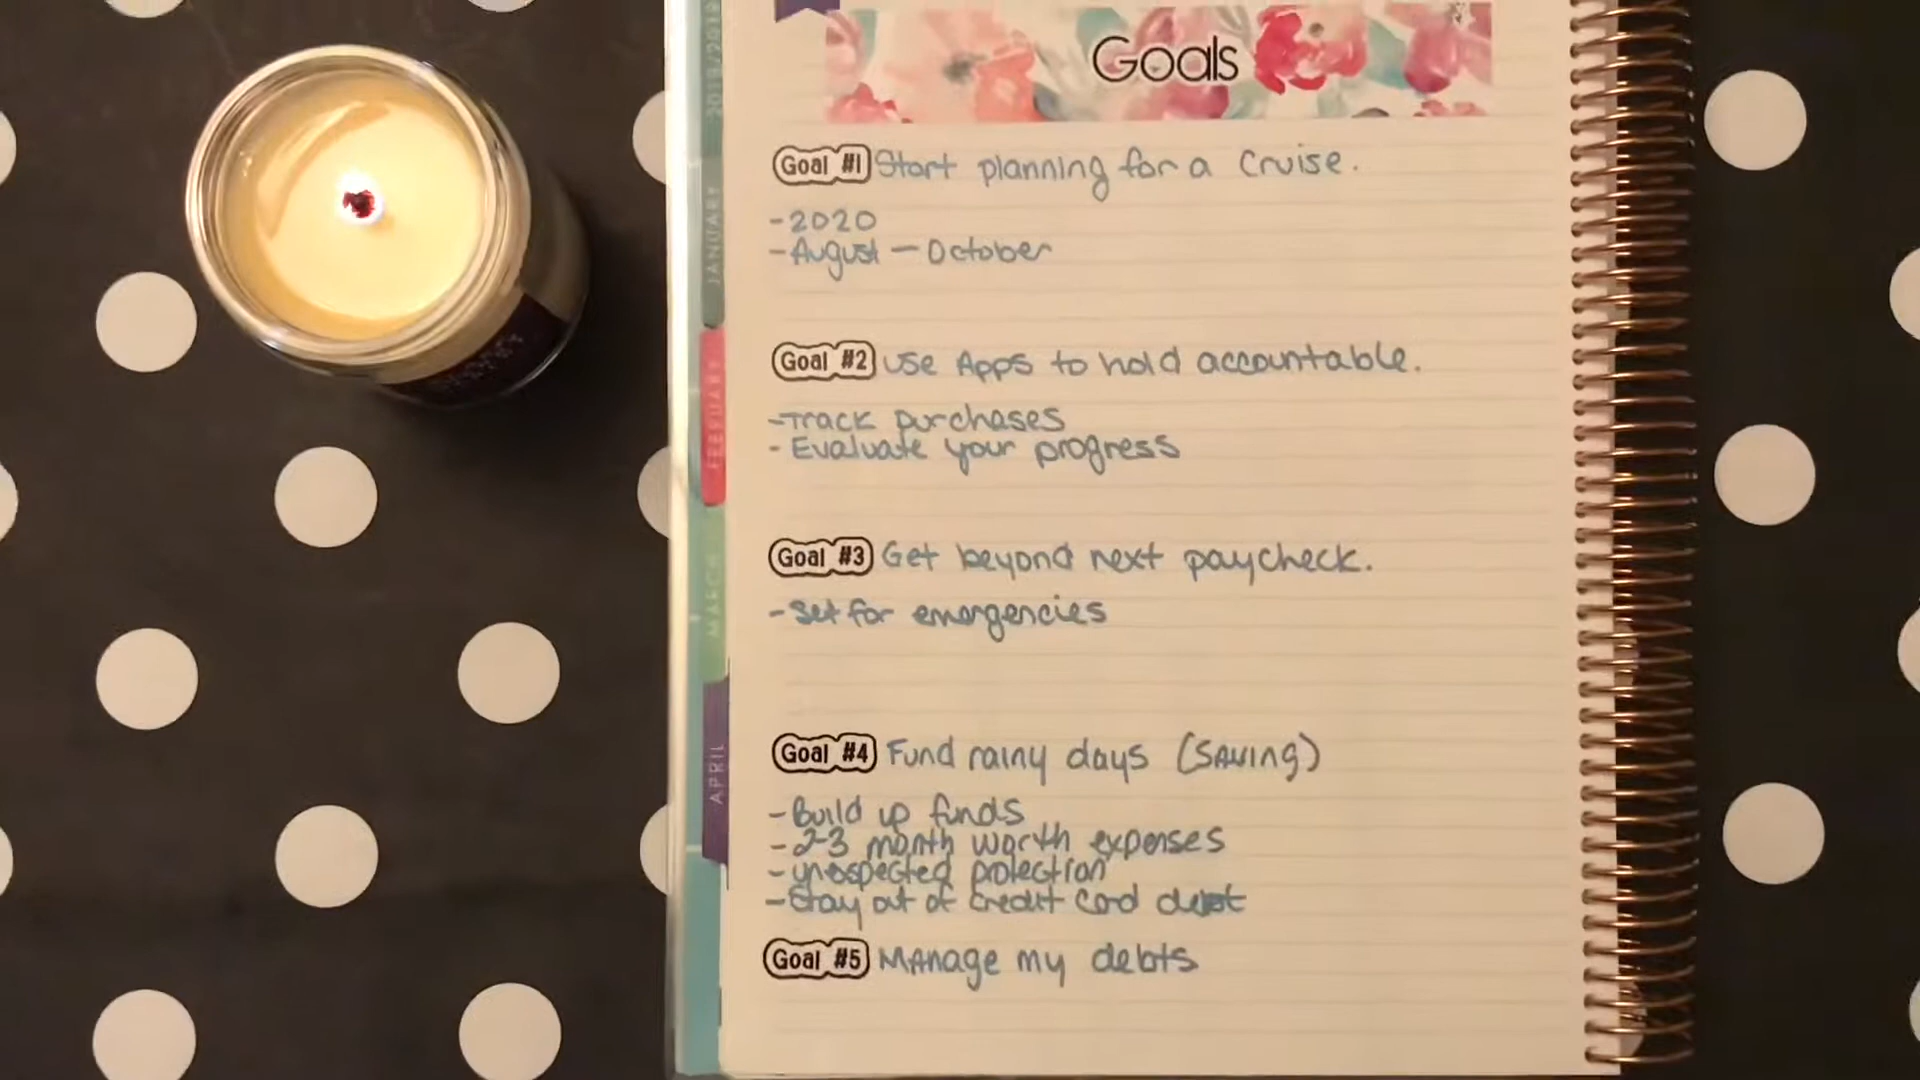 Goals
Goal #1 Start planning for a Cruise.
- 2020
- August — October
Goal #2 Use Apps to hold accountable.
- Track purchases
- Evaluate your progress
Goal #3 Get beyond next paycheck.
- Set for emergencies
Goal #4 Fund rainy days (Saving)
- Build up funds
- 2-3 month worth expenses
- unexspected protection
- Stay out of credit card debt
Goal #5 Manage my debts
2018/2019
JANUARY
FEBRUARY
MARCH
APRIL